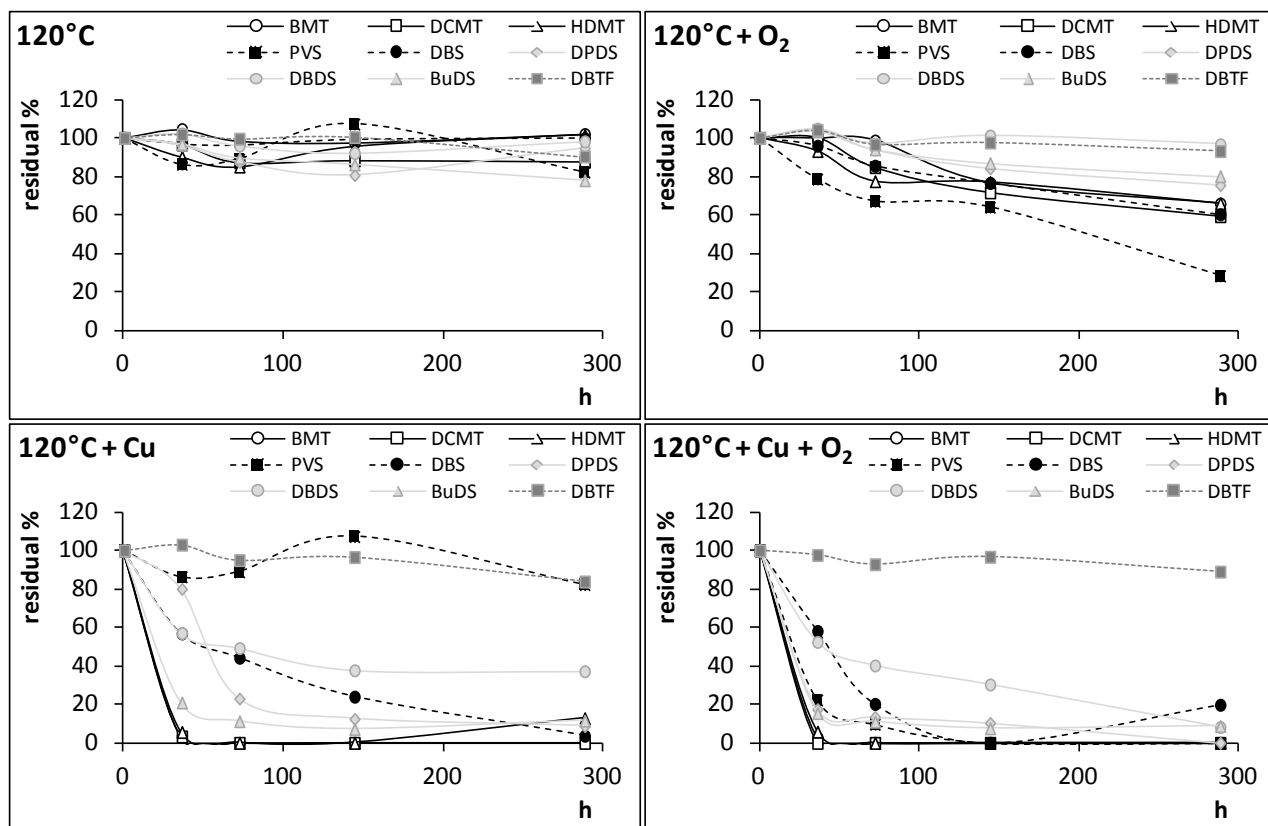 120°C
BMT DCMT HDMT
PVS DBS DPDS
DBDS BuDS DBTF
residual %
120
100
80
60
40
20
0
0 100 200 300
h
120°C + O₂
BMT DCMT HDMT
PVS DBS DPDS
DBDS BuDS DBTF
residual %
120
100
80
60
40
20
0
0 100 200 300
h
120°C + Cu
BMT DCMT HDMT
PVS DBS DPDS
DBDS BuDS DBTF
residual %
120
100
80
60
40
20
0
0 100 200 300
h
120°C + Cu + O₂
BMT DCMT HDMT
PVS DBS DPDS
DBDS BuDS DBTF
residual %
120
100
80
60
40
20
0
0 100 200 300
h